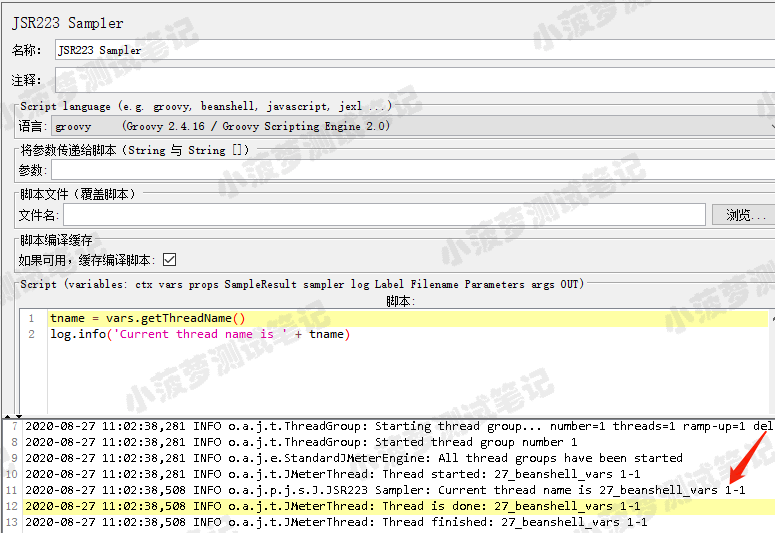 JSR223 Sampler
名称: JSR223 Sampler
注释:
Script language (e.g. groovy, beanshell, javascript, jexl ...)
语言: groovy (Groovy 2.4.16 / Groovy Scripting Engine 2.0)
将参数传递给脚本（String 与 String []）
参数:
脚本文件（覆盖脚本）
文件名: 浏览...
脚本编译缓存
如果可用，缓存编译脚本:
Script (variables: ctx vars props SampleResult sampler log Label Filename Parameters args OUT)
脚本:
1 tname = vars.getThreadName()
2 log.info('Current thread name is ' + tname)
7 2020-08-27 11:02:38,281 INFO o.a.j.t.ThreadGroup: Starting thread group... number=1 threads=1 ramp-up=1 del
8 2020-08-27 11:02:38,281 INFO o.a.j.t.ThreadGroup: Started thread group number 1
9 2020-08-27 11:02:38,281 INFO o.a.j.e.StandardJMeterEngine: All thread groups have been started
10 2020-08-27 11:02:38,281 INFO o.a.j.t.JMeterThread: Thread started: 27_beanshell_vars 1-1
11 2020-08-27 11:02:38,508 INFO o.a.j.p.j.s.J.JSR223 Sampler: Current thread name is 27_beanshell_vars 1-1
12 2020-08-27 11:02:38,508 INFO o.a.j.t.JMeterThread: Thread is done: 27_beanshell_vars 1-1
13 2020-08-27 11:02:38,508 INFO o.a.j.t.JMeterThread: Thread finished: 27_beanshell_vars 1-1
小菠萝测试笔记